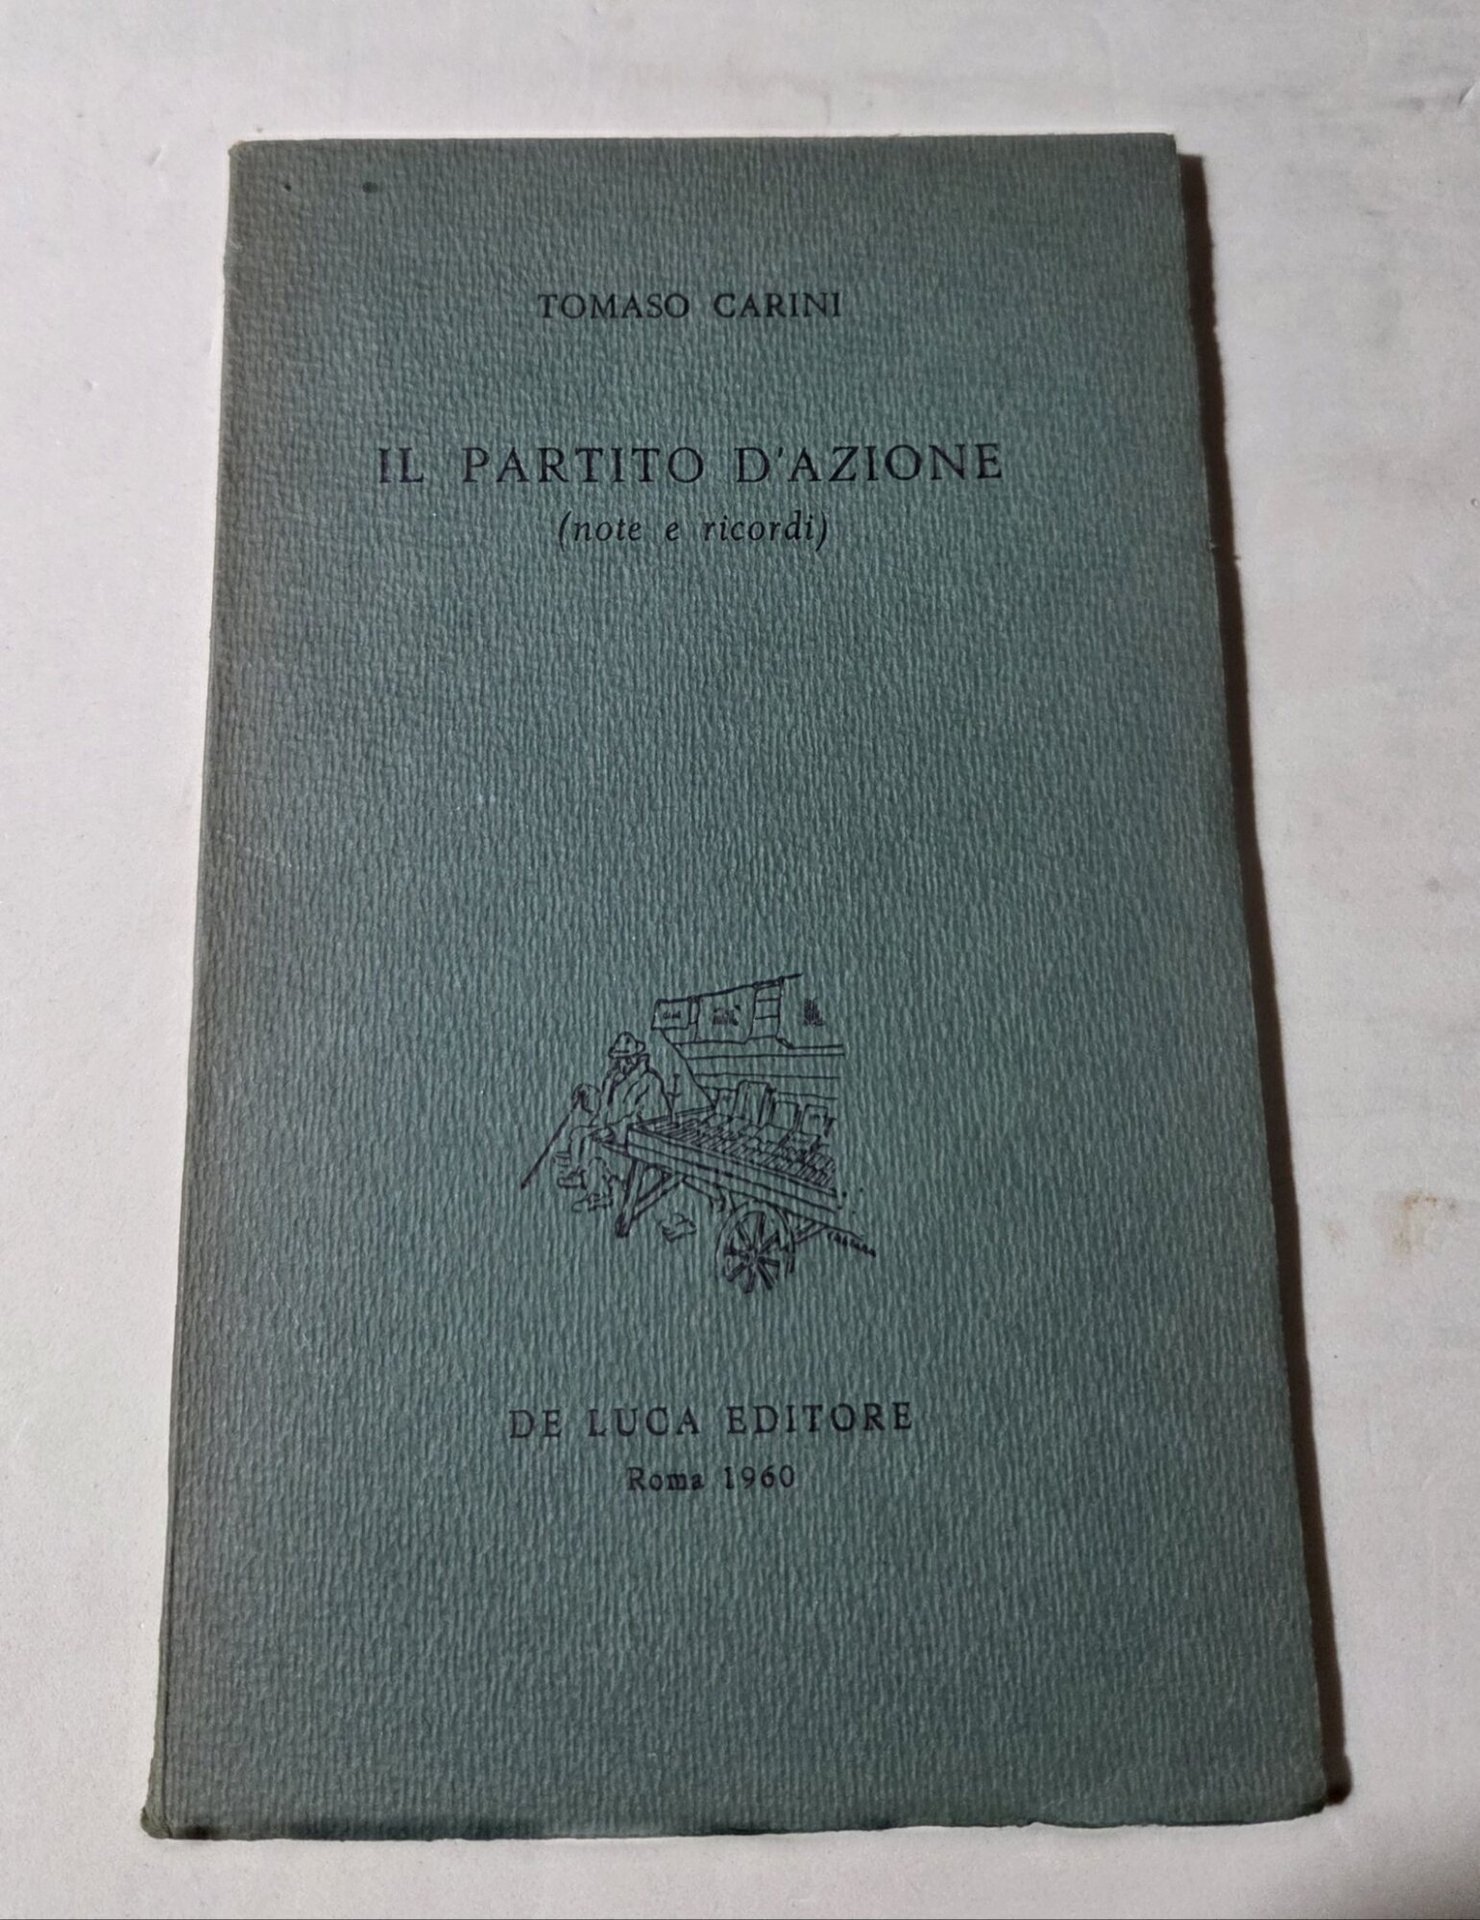 TOMASO CARINI
IL PARTITO D'AZIONE
(note e ricordi)
DE LUCA EDITORE
Roma 1960